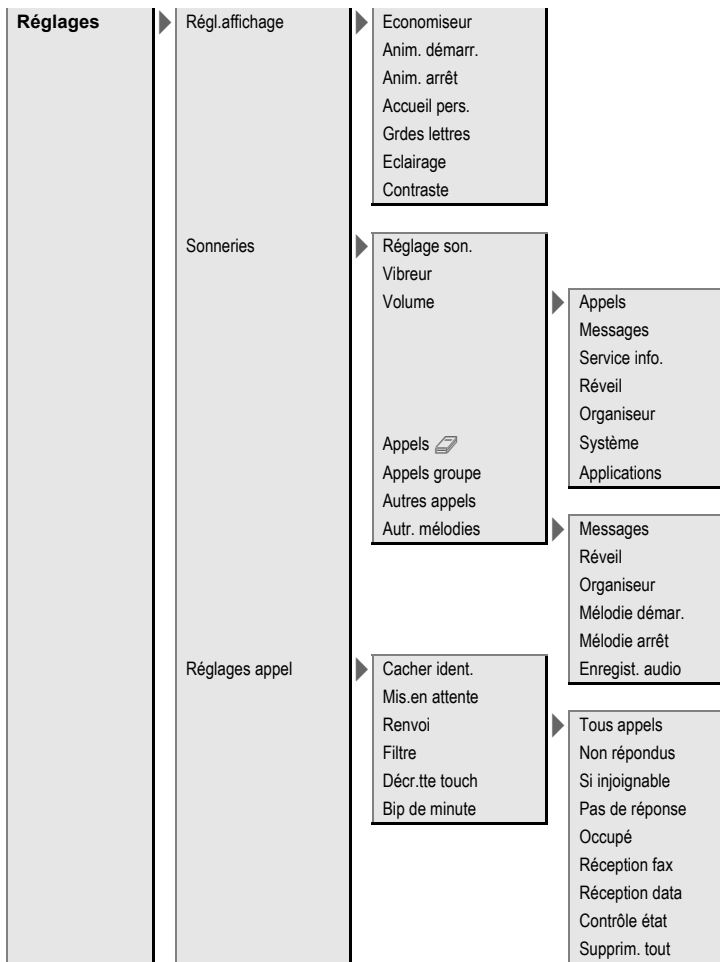 Réglages
Régl.affichage
Economiseur
Anim. démarr.
Anim. arrêt
Accueil pers.
Grdes lettres
Eclairage
Contraste
Sonneries
Réglage son.
Vibreur
Volume
Appels
Messages
Service info.
Réveil
Organiseur
Système
Applications
Appels
Appels groupe
Autres appels
Autr. mélodies
Messages
Réveil
Organiseur
Mélodie démar.
Mélodie arrêt
Enregist. audio
Réglages appel
Cacher ident.
Mis.en attente
Renvoi
Tous appels
Non répondus
Si injoignable
Pas de réponse
Occupé
Réception fax
Réception data
Contrôle état
Supprim. tout
Filtre
Décr.tte touch
Bip de minute